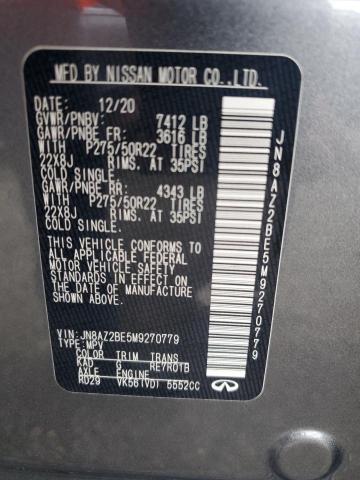 MFD BY NISSAN MOTOR CO.,LTD.
DATE: 12/20
GVWR/PNBV: 7412 LB
GAWR/PNBE FR: 3616 LB
WITH P275/50R22 TIRES
22X8J RIMS, AT 35PSI
COLD SINGLE
GAWR/PNBE RR: 4343 LB
WITH P275/50R22 TIRES
22X8J RIMS, AT 35PSI
COLD SINGLE.
THIS VEHICLE CONFORMS TO
ALL APPLICABLE FEDERAL
MOTOR VEHICLE SAFETY
STANDARDS IN EFFECT ON
THE DATE OF MANUFACTURE
SHOWN ABOVE.
VIN: JN8AZ2BE5M9270779
TYPE: MPV
COLOR TRIM TRANS
KAD G RE7R01B
AXLE ENGINE
RD29 VK56(VD) 5552CC
INFINITI
JN8AZ2BE5M9270779